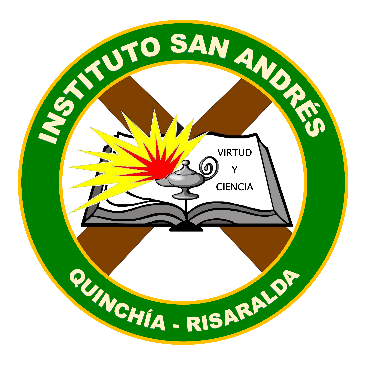 INSTITUTO SAN ANDRÉS
VIRTUD
Y
CIENCIA
QUINCHÍA - RISARALDA